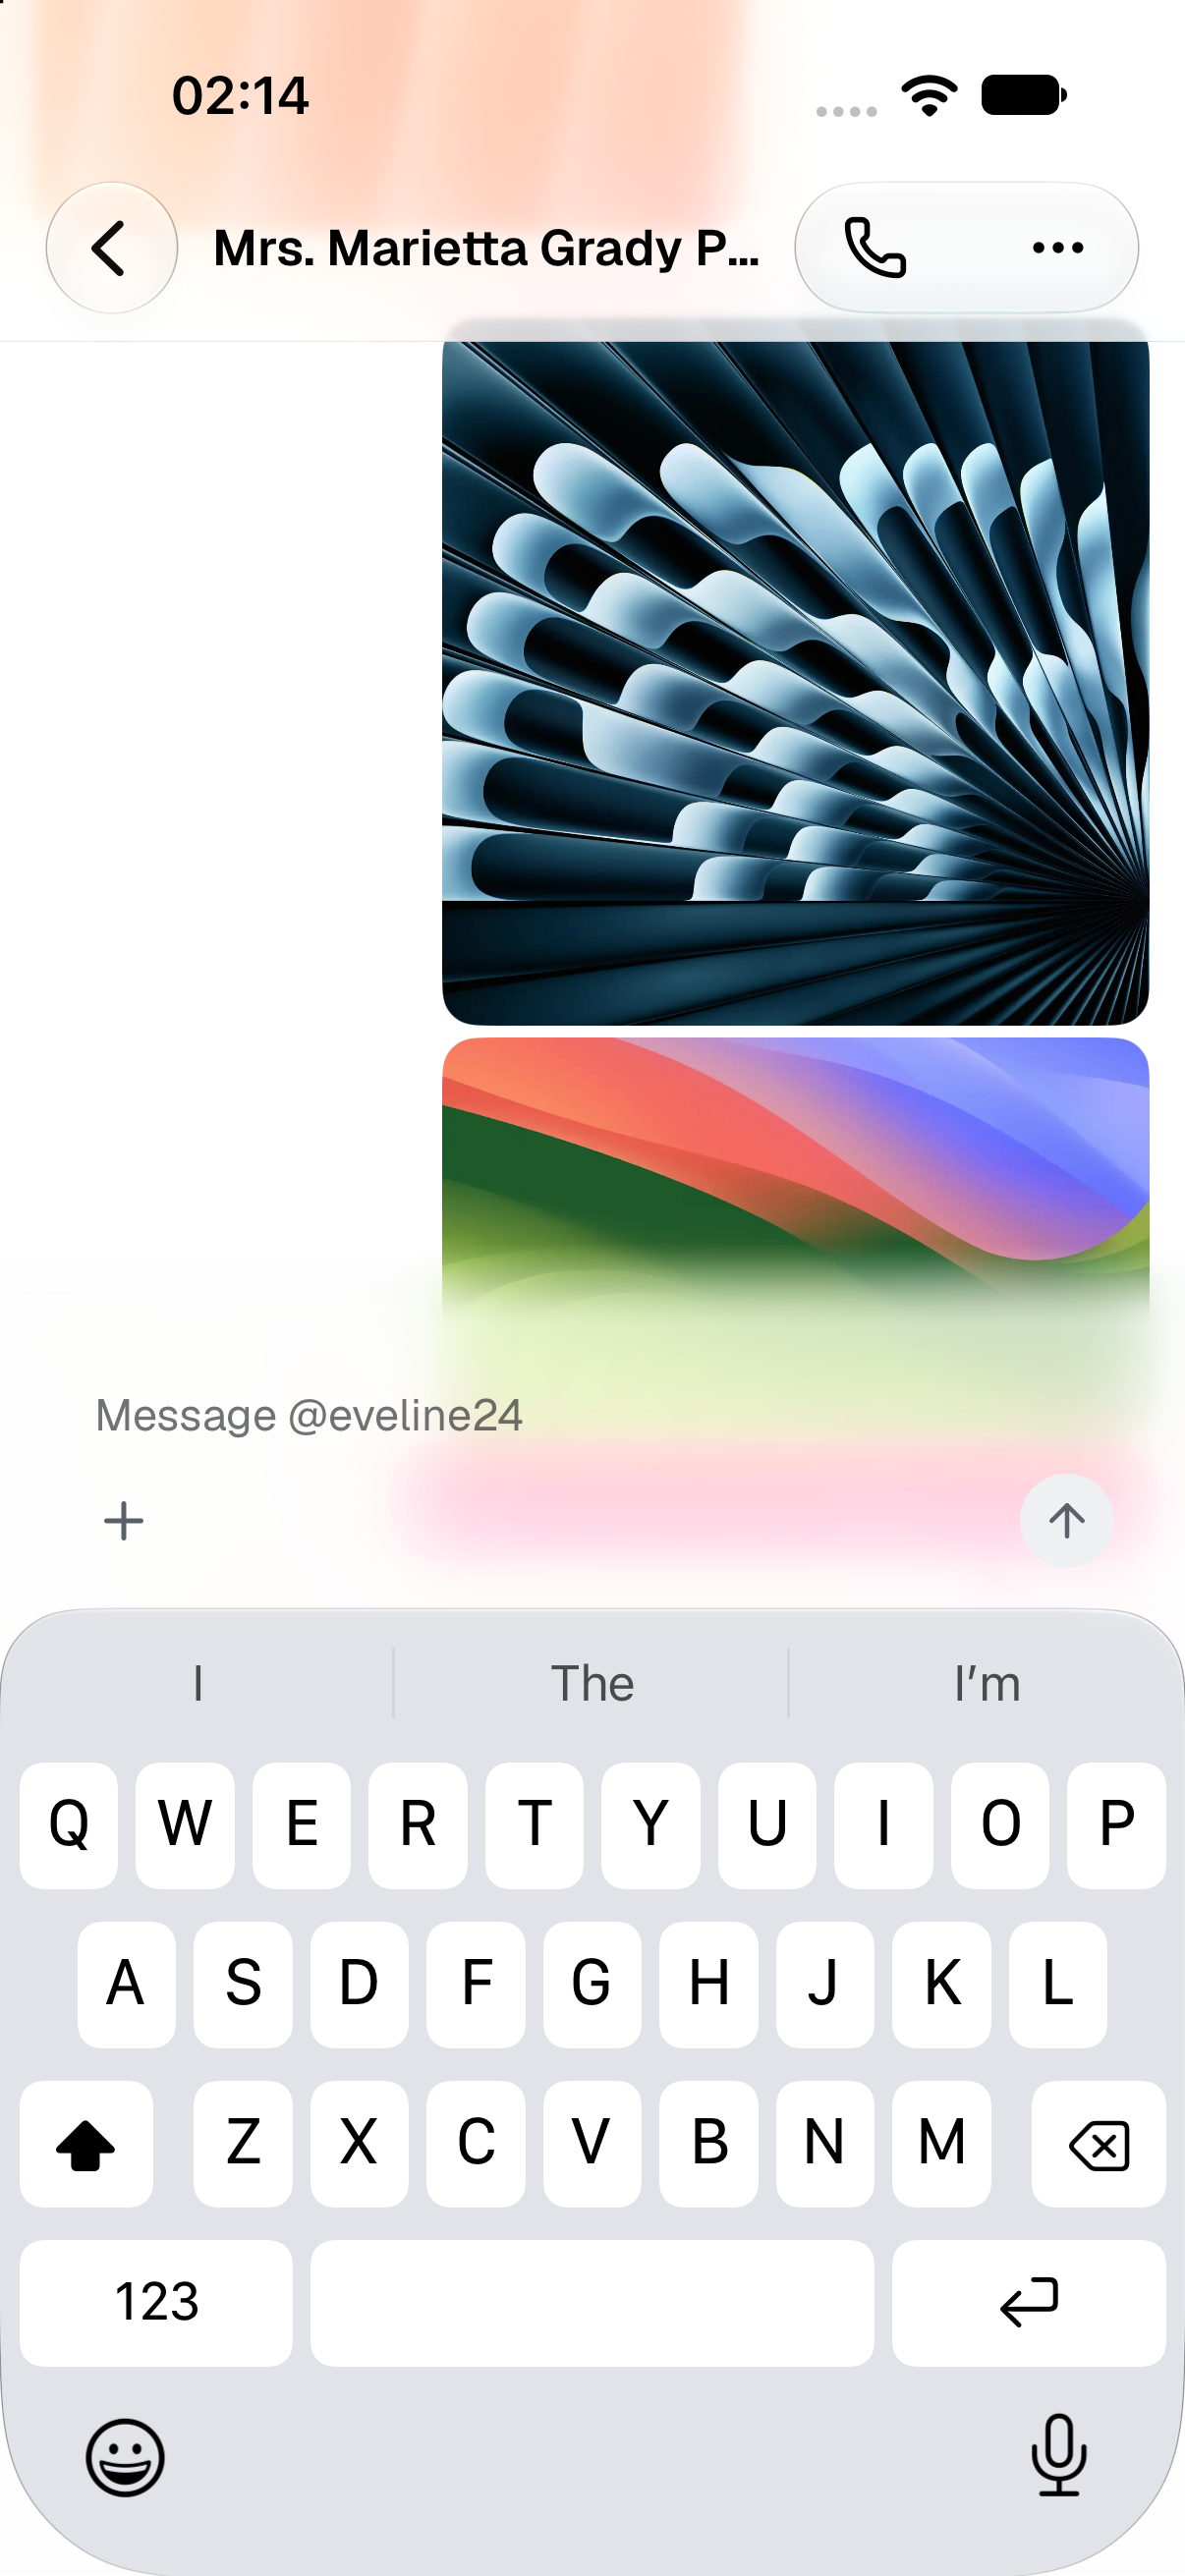 02:14
Mrs. Marietta Grady P...
Message @eveline24
I The I'm
Q W E R T Y U I O P
A S D F G H J K L
Z X C V B N M
123